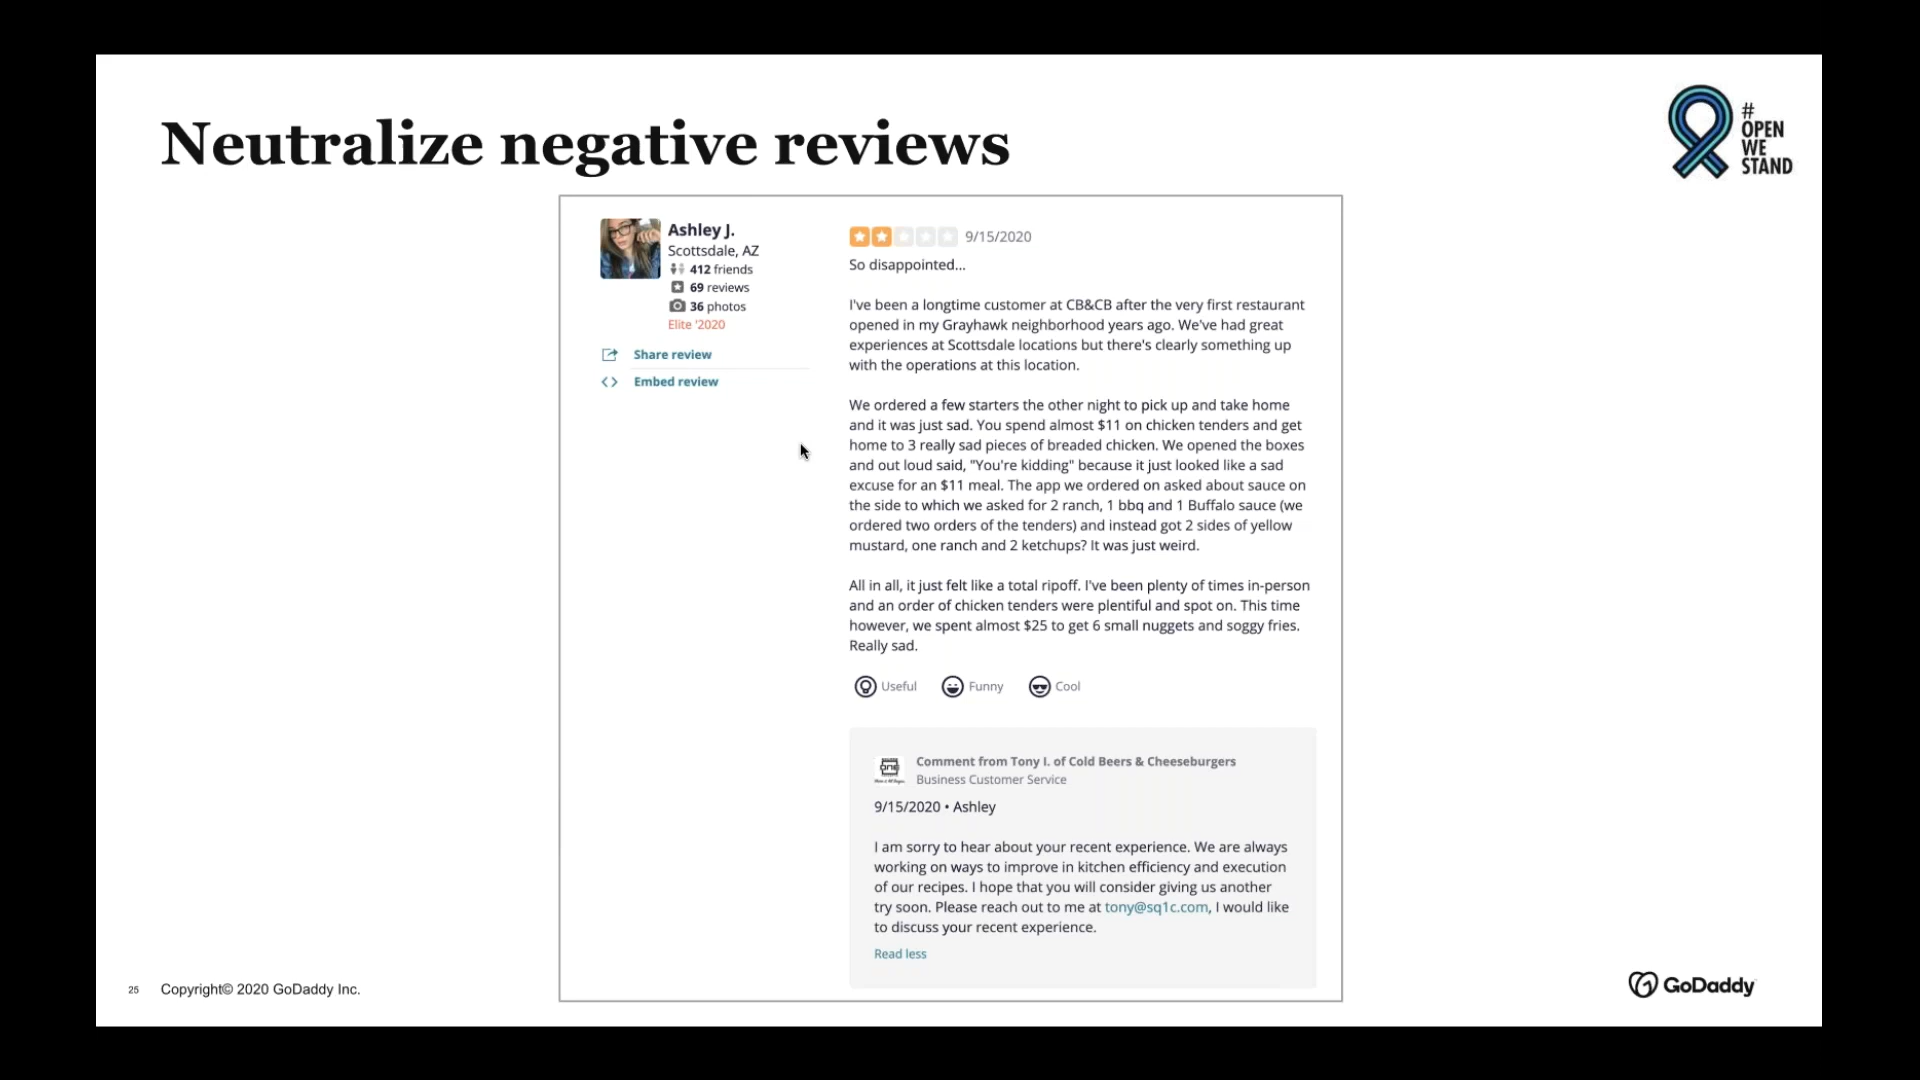 Neutralize negative reviews
#
OPEN
WE
STAND
Ashley J.
Scottsdale, AZ
412 friends
69 reviews
36 photos
Elite '2020
Share review
Embed review
9/15/2020
So disappointed...
I've been a longtime customer at CB&CB after the very first restaurant
opened in my Grayhawk neighborhood years ago. We've had great
experiences at Scottsdale locations but there's clearly something up
with the operations at this location.
We ordered a few starters the other night to pick up and take home
and it was just sad. You spend almost $11 on chicken tenders and get
home to 3 really sad pieces of breaded chicken. We opened the boxes
and out loud said, "You're kidding" because it just looked like a sad
excuse for an $11 meal. The app we ordered on asked about sauce on
the side to which we asked for 2 ranch, 1 bbq and 1 Buffalo sauce (we
ordered two orders of the tenders) and instead got 2 sides of yellow
mustard, one ranch and 2 ketchups? It was just weird.
All in all, it just felt like a total ripoff. I've been plenty of times in-person
and an order of chicken tenders were plentiful and spot on. This time
however, we spent almost $25 to get 6 small nuggets and soggy fries.
Really sad.
Useful Funny Cool
Comment from Tony I. of Cold Beers & Cheeseburgers
Business Customer Service
9/15/2020 • Ashley
I am sorry to hear about your recent experience. We are always
working on ways to improve in kitchen efficiency and execution
of our recipes. I hope that you will consider giving us another
try soon. Please reach out to me at tony@sq1c.com, I would like
to discuss your recent experience.
Read less
25 Copyright© 2020 GoDaddy Inc.
GoDaddy